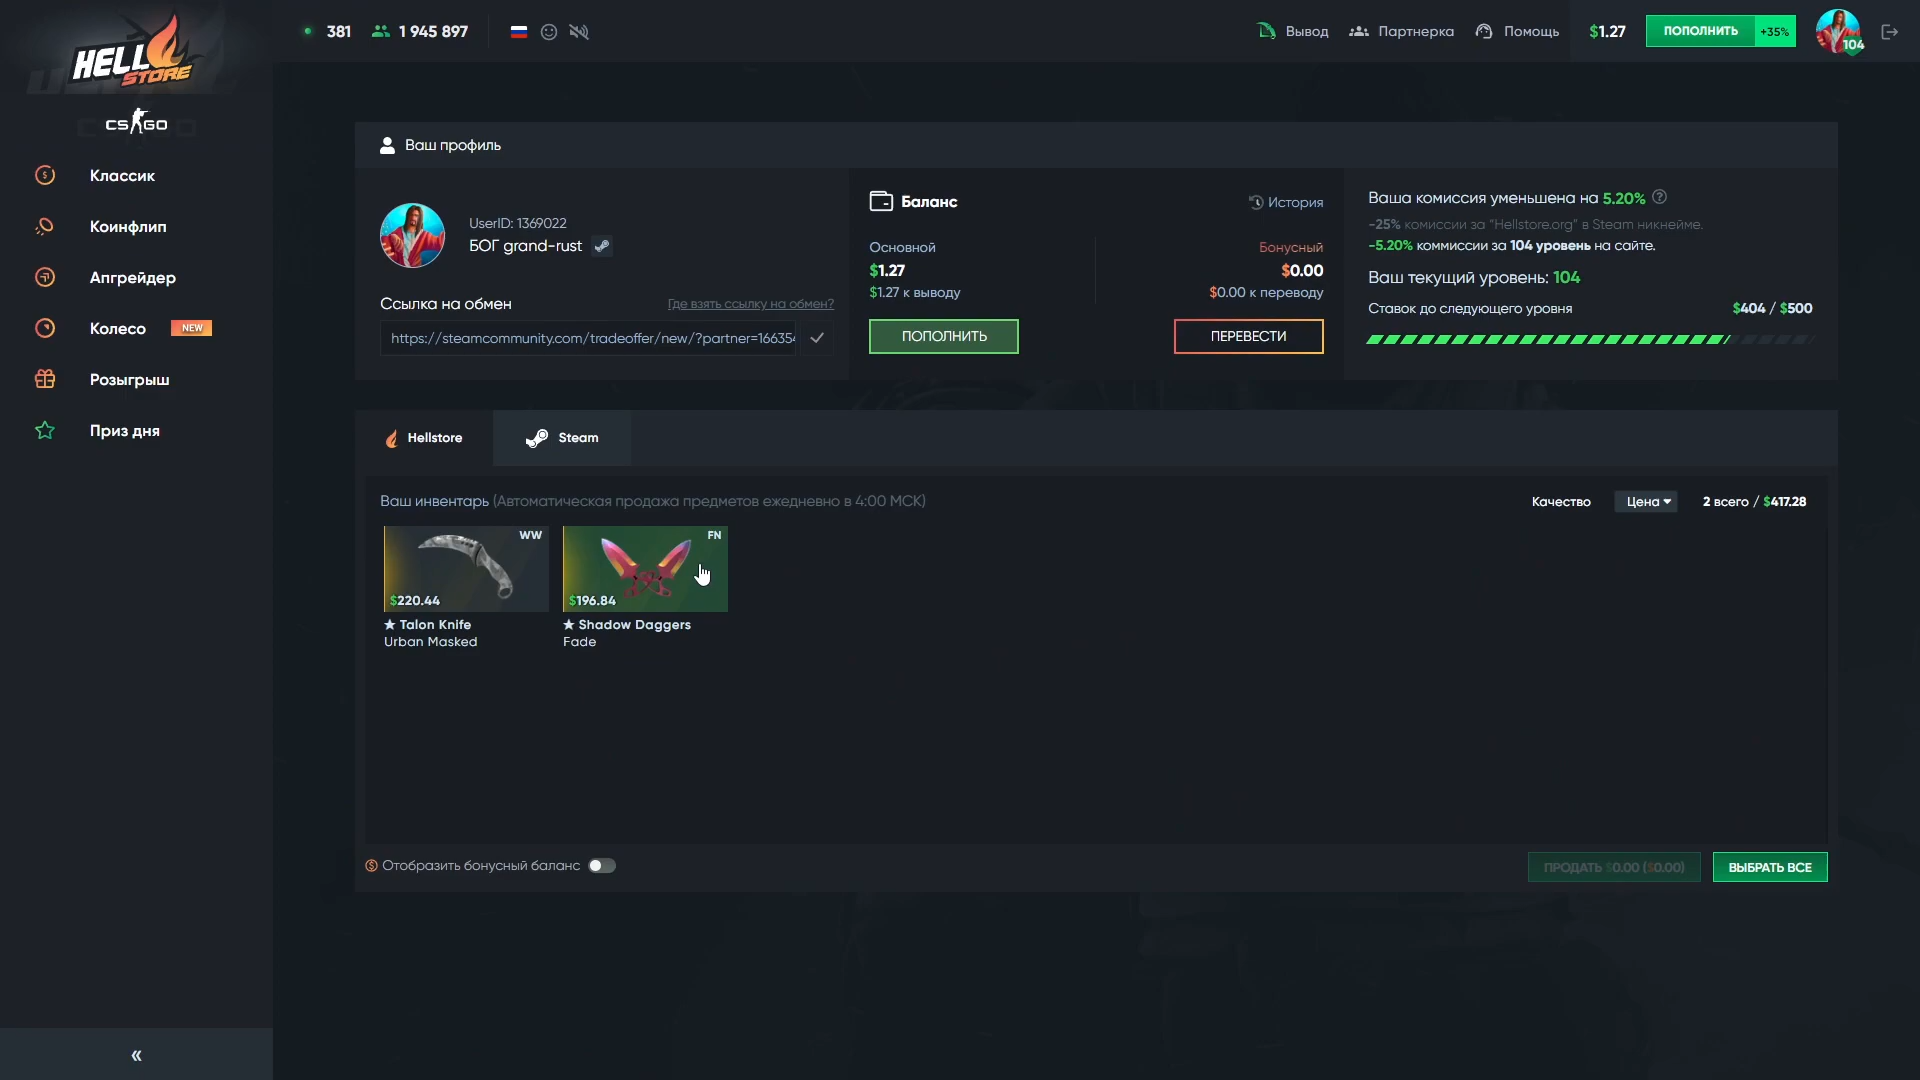 HELL
STORE
381
1 945 897
Вывод
Партнерка
Помощь
$1.27
ПОПОЛНИТЬ
+35%
104
CS GO
Классик
Коинфлип
Апгрейдер
Колесо
NEW
Розыгрыш
Приз дня
«
Ваш профиль
UserID: 1369022
БОГ grand-rust
Ссылка на обмен
Где взять ссылку на обмен?
https://steamcommunity.com/tradeoffer/new/?partner=16635
Баланс
История
Основной
Бонусный
$1.27
$0.00
$1.27 к выводу
$0.00 к переводу
ПОПОЛНИТЬ
ПЕРЕВЕСТИ
Ваша комиссия уменьшена на 5.20%
-25% комиссии за "Hellstore.org" в Steam никнейме.
-5.20% коммиссии за 104 уровень на сайте.
Ваш текущий уровень: 104
Ставок до следующего уровня
$404 / $500
Hellstore
Steam
Ваш инвентарь (Автоматическая продажа предметов ежедневно в 4:00 МСК)
Качество
Цена
2 всего / $417.28
WW
$220.44
★ Talon Knife
Urban Masked
FN
$196.84
★ Shadow Daggers
Fade
Отобразить бонусный баланс
ПРОДАТЬ $0.00 ($0.00)
ВЫБРАТЬ ВСЕ